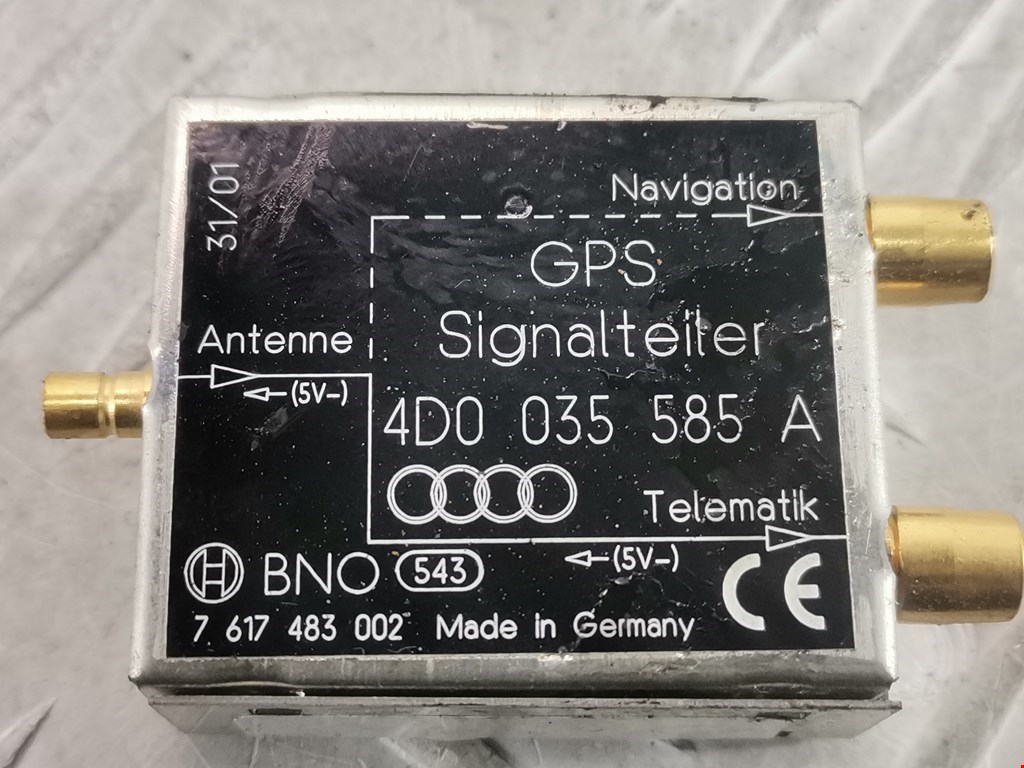 31/01
Navigation
GPS
Signalteiler
Antenne
(5V-)
4D0 035 585 A
Telematik
(5V-)
BNO 543
CE
7 617 483 002 Made in Germany